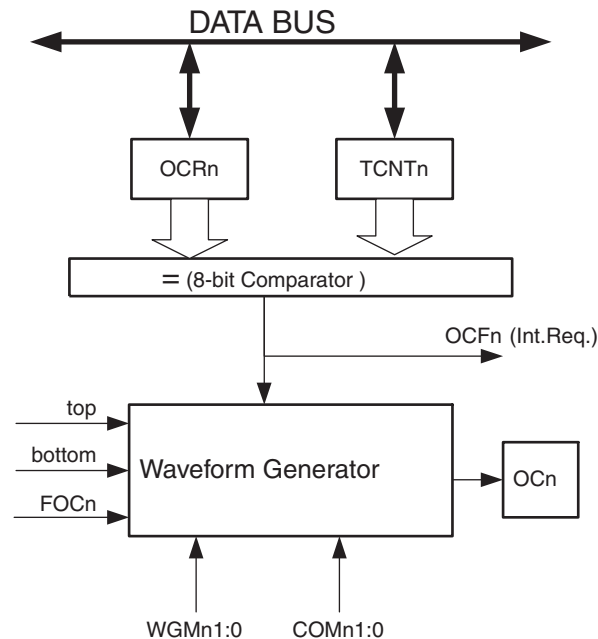 DATA BUS
OCRn
TCNTn
= (8-bit Comparator )
OCFn (Int.Req.)
top
bottom
FOCn
Waveform Generator
OCn
WGMn1:0
COMn1:0